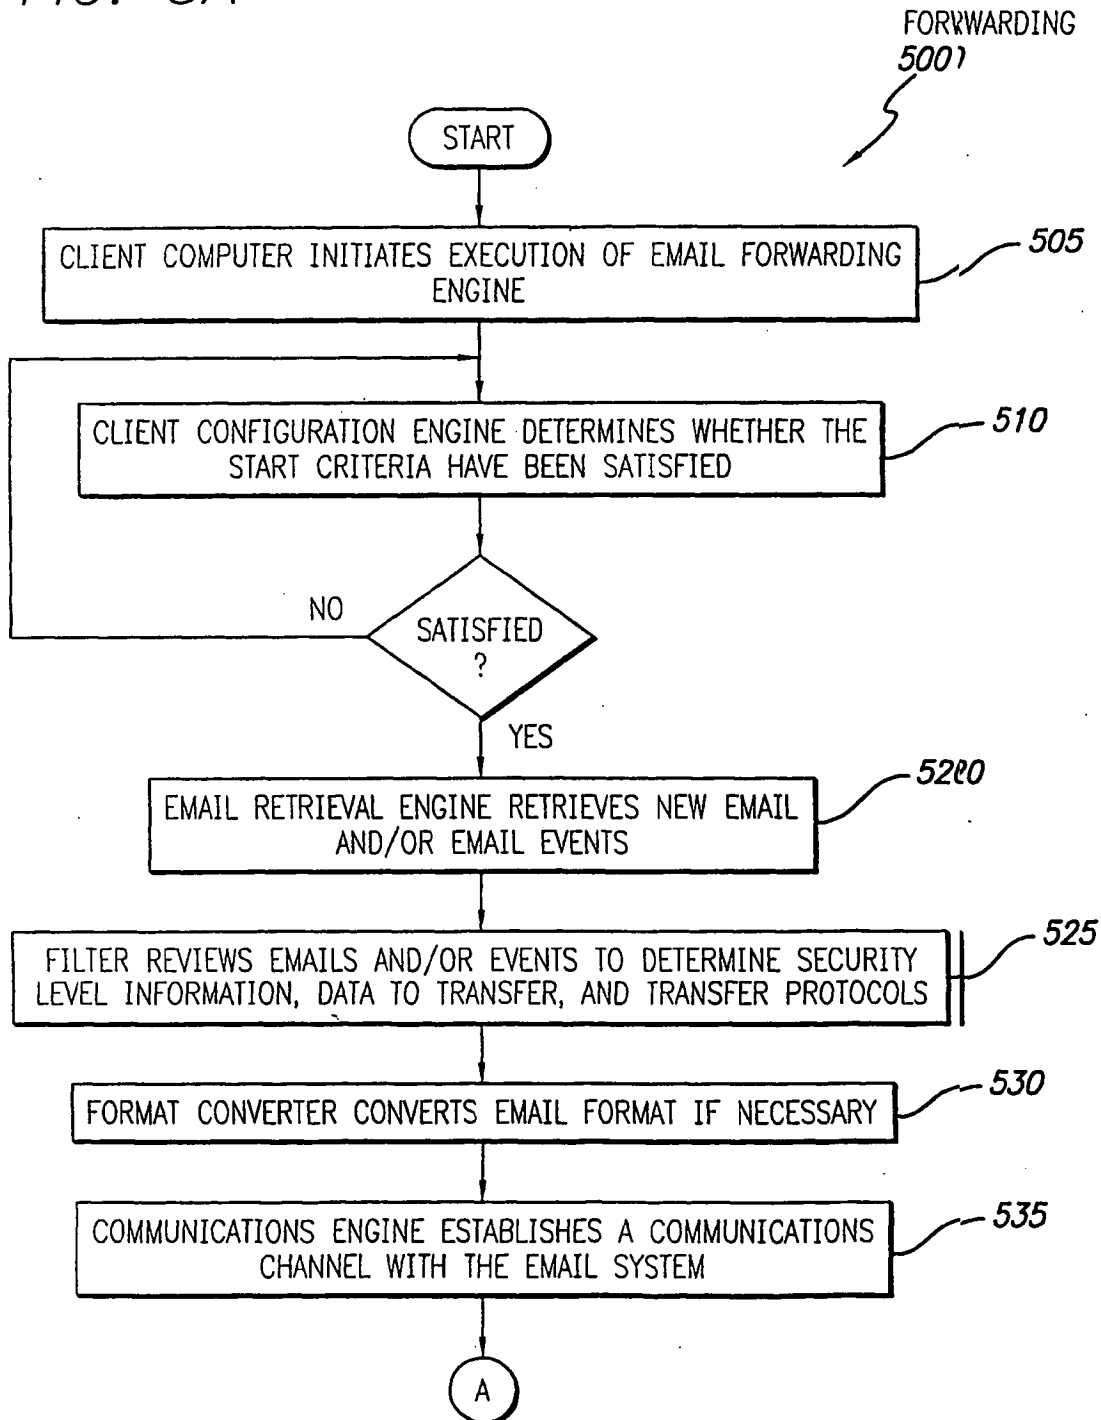 FORWARDING
500
START
CLIENT COMPUTER INITIATES EXECUTION OF EMAIL FORWARDING
ENGINE
505
CLIENT CONFIGURATION ENGINE DETERMINES WHETHER THE
START CRITERIA HAVE BEEN SATISFIED
510
NO
SATISFIED
?
YES
EMAIL RETRIEVAL ENGINE RETRIEVES NEW EMAIL
AND/OR EMAIL EVENTS
520
FILTER REVIEWS EMAILS AND/OR EVENTS TO DETERMINE SECURITY
LEVEL INFORMATION, DATA TO TRANSFER, AND TRANSFER PROTOCOLS
525
FORMAT CONVERTER CONVERTS EMAIL FORMAT IF NECESSARY
530
COMMUNICATIONS ENGINE ESTABLISHES A COMMUNICATIONS
CHANNEL WITH THE EMAIL SYSTEM
535
A